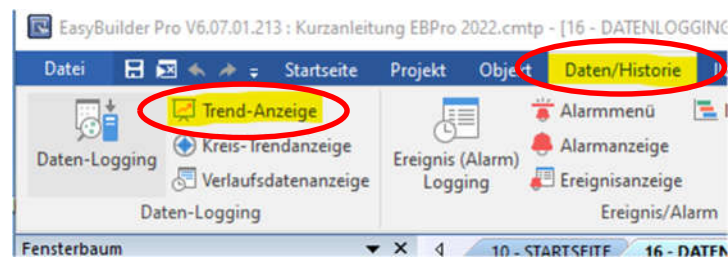 EasyBuilder Pro V6.07.01.213 : Kurzanleitung EBPro 2022.cmtp - [16 - DATENLOGGING
Datei Startseite Projekt Objekt Daten/Historie
Trend-Anzeige Alarmmenü
Kreis-Trendanzeige Alarmanzeige
Daten-Logging Ereignis (Alarm)
Verlaufsdatenanzeige Logging Ereignisanzeige
Daten-Logging Ereignis/Alarm
Fensterbaum 10 - STARTSEITE 16 - DATEN